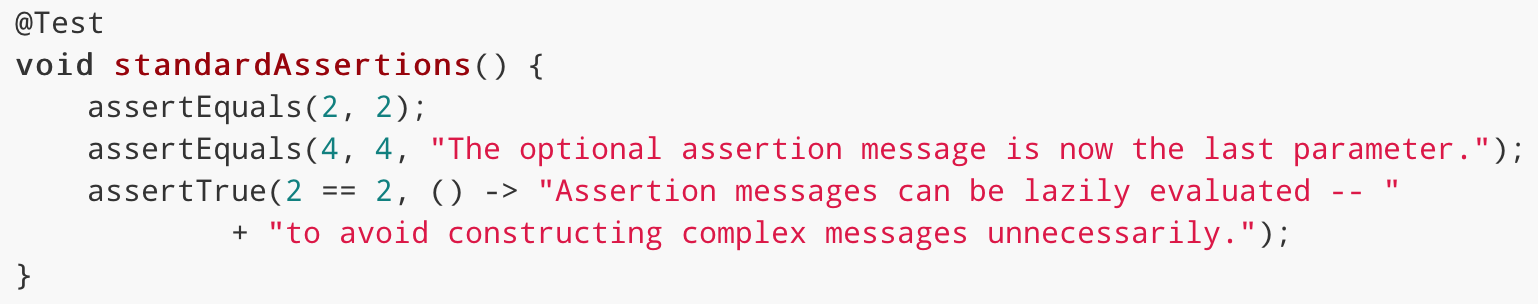 @Test
void standardAssertions() {
    assertEquals(2, 2);
    assertEquals(4, 4, "The optional assertion message is now the last parameter.");
    assertTrue(2 == 2, () -> "Assertion messages can be lazily evaluated -- "
            + "to avoid constructing complex messages unnecessarily.");
}